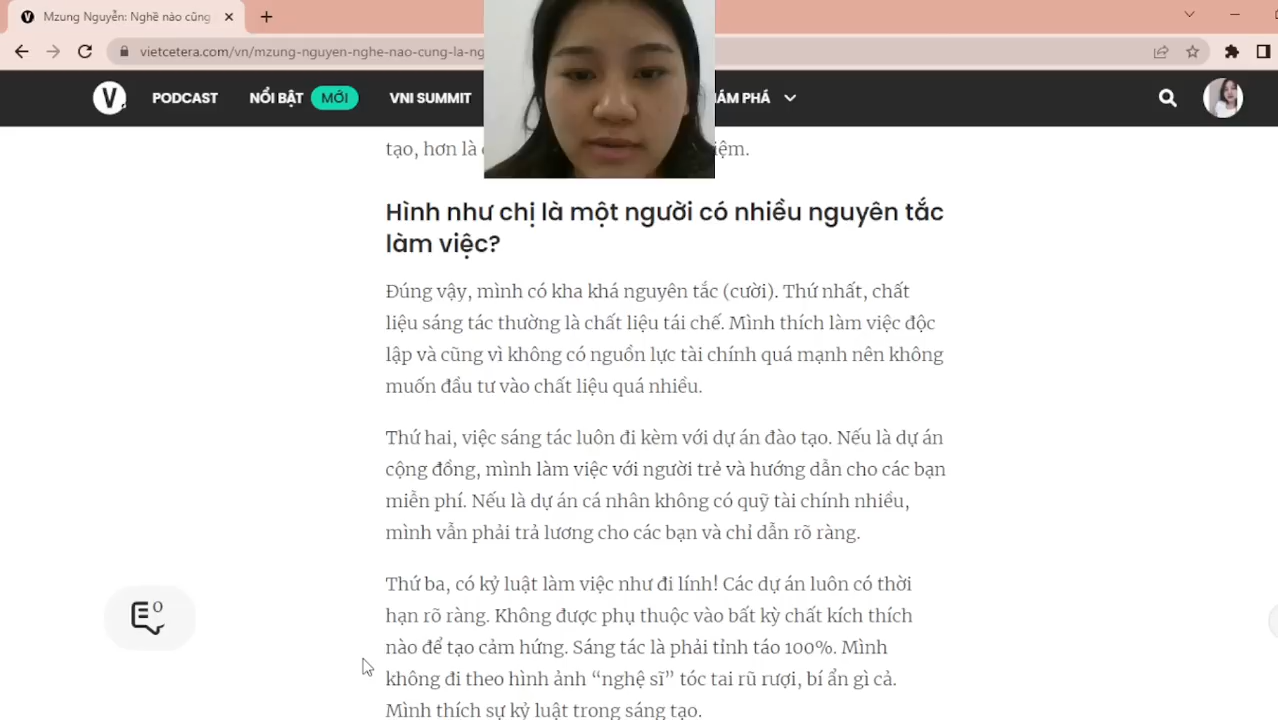 Mzung Nguyễn: Nghề nào cũng
vietcetera.com/vn/mzung-nguyen-nghe-nao-cung-la-ng
V. PODCAST NỔI BẬT MỚI VNI SUMMIT PHÁ
tạo, hơn là
Hình như chị là một người có nhiều nguyên tắc
làm việc?
Đúng vậy, mình có kha khá nguyên tắc (cười). Thứ nhất, chất
liệu sáng tác thường là chất liệu tái chế. Mình thích làm việc độc
lập và cũng vì không có nguồn lực tài chính quá mạnh nên không
muốn đầu tư vào chất liệu quá nhiều.
Thứ hai, việc sáng tác luôn đi kèm với dự án đào tạo. Nếu là dự án
cộng đồng, mình làm việc với người trẻ và hướng dẫn cho các bạn
miễn phí. Nếu là dự án cá nhân không có quỹ tài chính nhiều,
mình vẫn phải trả lương cho các bạn và chỉ dẫn rõ ràng.
Thứ ba, có kỷ luật làm việc như đi lính! Các dự án luôn có thời
hạn rõ ràng. Không được phụ thuộc vào bất kỳ chất kích thích
0
nào để tạo cảm hứng. Sáng tác là phải tỉnh táo 100%. Mình
không đi theo hình ảnh “nghệ sĩ” tóc tai rũ rượi, bí ẩn gì cả.
Mình thích sự kỷ luật trong sáng tạo.